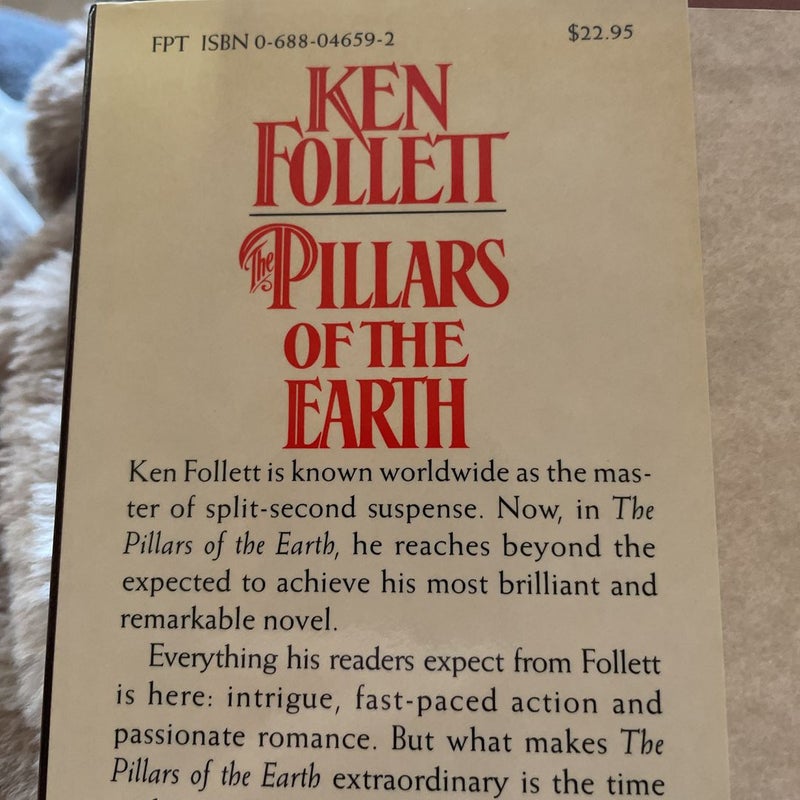 FPT ISBN 0-688-04659-2 $22.95
KEN
FOLLETT
The PILLARS
OF THE
EARTH
Ken Follett is known worldwide as the mas-
ter of split-second suspense. Now, in The
Pillars of the Earth, he reaches beyond the
expected to achieve his most brilliant and
remarkable novel.
Everything his readers expect from Follett
is here: intrigue, fast-paced action and
passionate romance. But what makes The
Pillars of the Earth extraordinary is the time